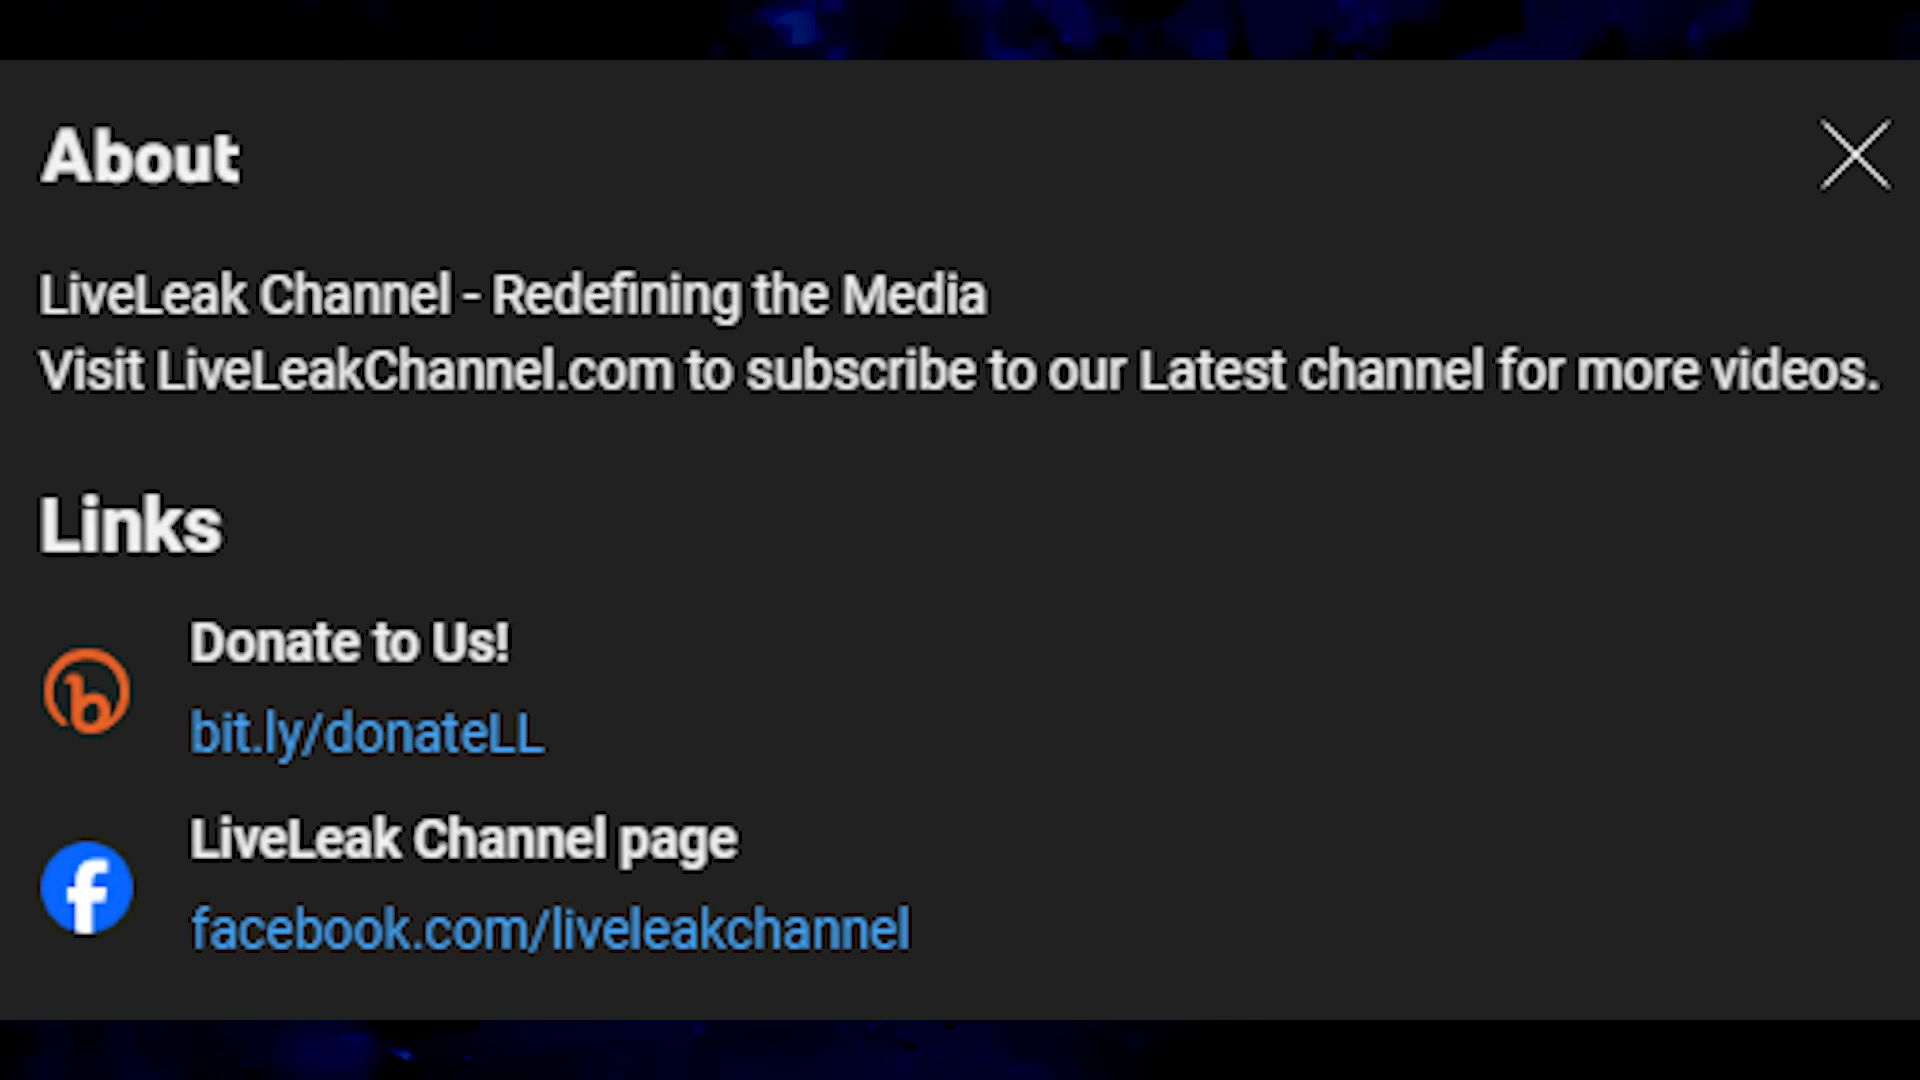 About
LiveLeak Channel - Redefining the Media
Visit LiveLeakChannel.com to subscribe to our Latest channel for more videos.
Links
Donate to Us!
bit.ly/donateLL
LiveLeak Channel page
facebook.com/liveleakchannel